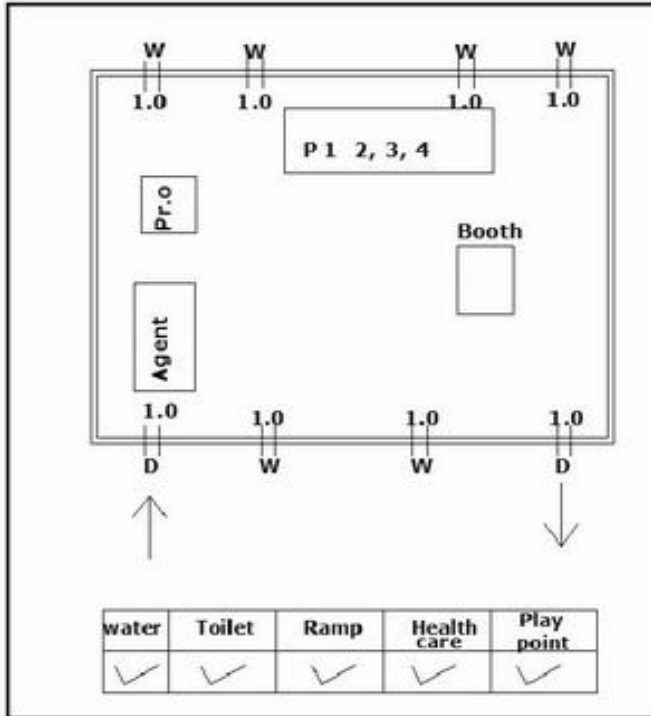 W W W W
1.0 1.0 1.0 1.0
P 1 2, 3, 4
Pr.o
Booth
Agent
1.0 1.0 1.0 1.0
D W W D
water Toilet Ramp Health care Play point